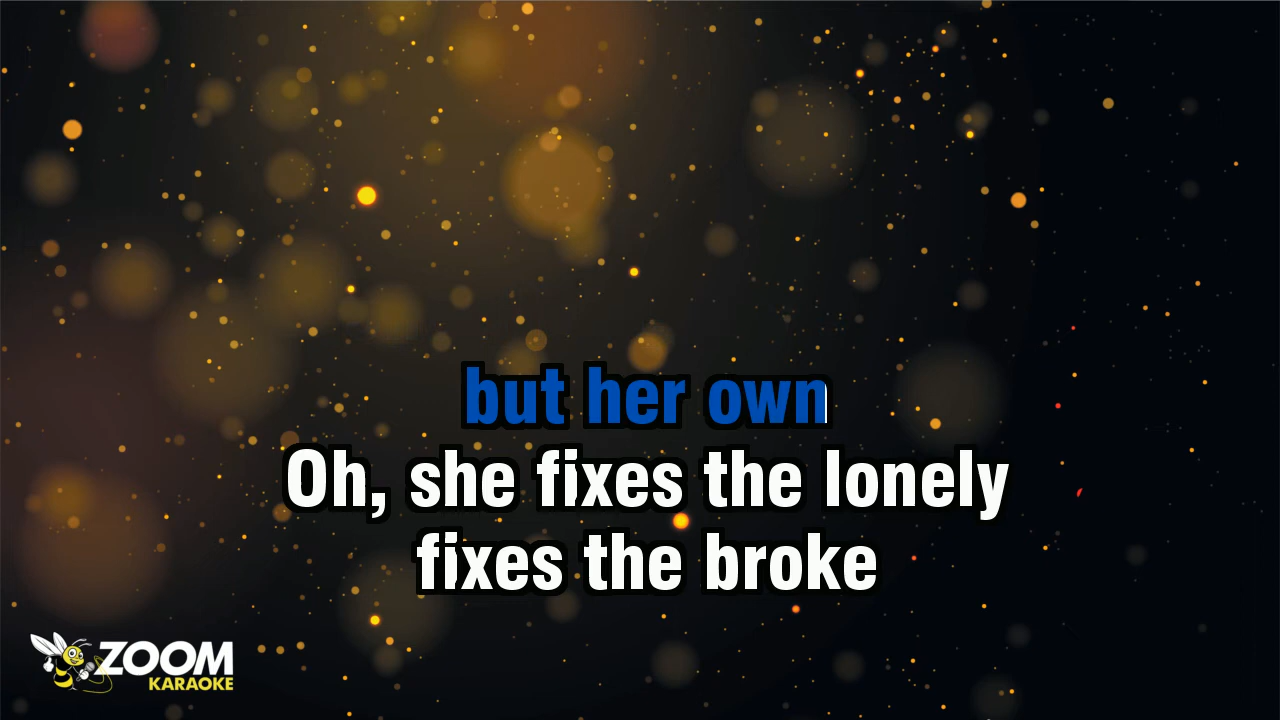 but her own
Oh, she fixes the lonely
fixes the broke
ZOOM
KARAOKE